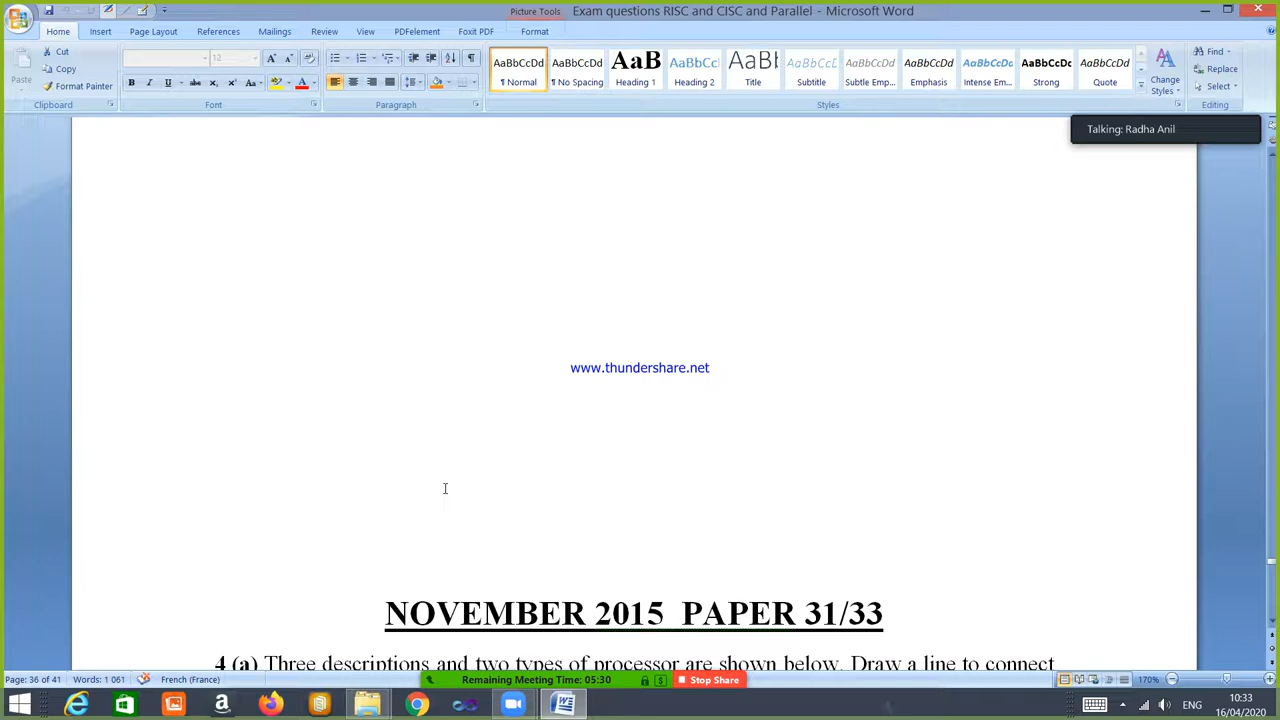 Picture Tools
Exam questions RISC and CISC and Parallel - Microsoft Word
Home Insert Page Layout References Mailings Review View PDFelement Foxit PDF Format
Paste
Cut
Copy
Format Painter
Clipboard
12
Font
Paragraph
AaBbCcDd AaBbCcDd AaB AaBbCc AaB AaBbCcD AaBbCcDd AaBbCcDd AaBbCcDd AaBbCcDd AaBbCcDd
¶ Normal ¶ No Spacing Heading 1 Heading 2 Title Subtitle Subtle Emp... Emphasis Intense Em... Strong Quote
Change Styles
Styles
Find
Replace
Select
Editing
Talking: Radha Anil
www.thundershare.net
NOVEMBER 2015 PAPER 31/33
4 (a) Three descriptions and two types of processor are shown below. Draw a line to connect
Page: 36 of 41 Words: 1 061 French (France)
Remaining Meeting Time: 05:30
Stop Share
170%
ENG
10:33
16/04/2020